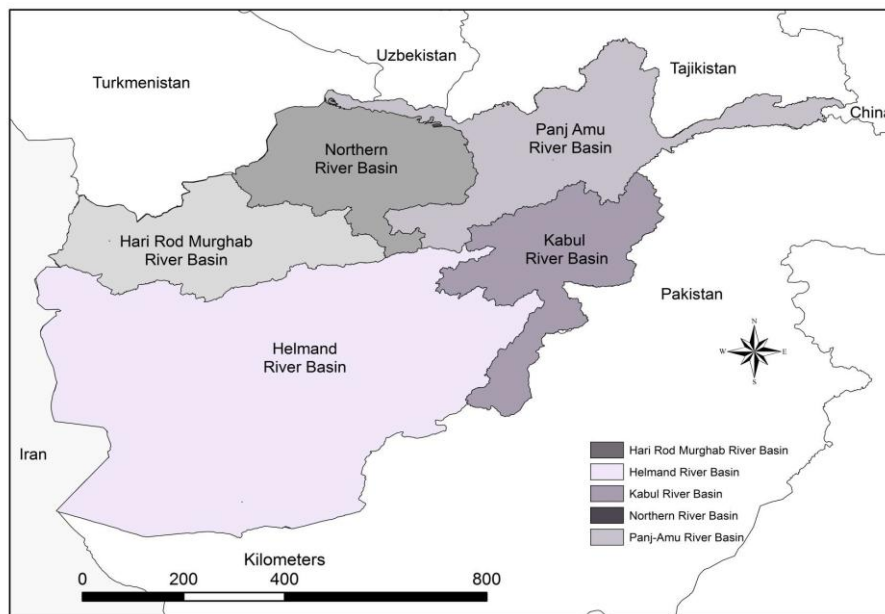 Uzbekistan
Tajikistan
Turkmenistan
China
Panj Amu
River Basin
Northern
River Basin
Hari Rod Murghab
River Basin
Kabul
River Basin
Pakistan
N
W
E
S
Helmand
River Basin
Iran
Hari Rod Murghab River Basin
Helmand River Basin
Kabul River Basin
Northern River Basin
Panj-Amu River Basin
Kilometers
0 200 400 800